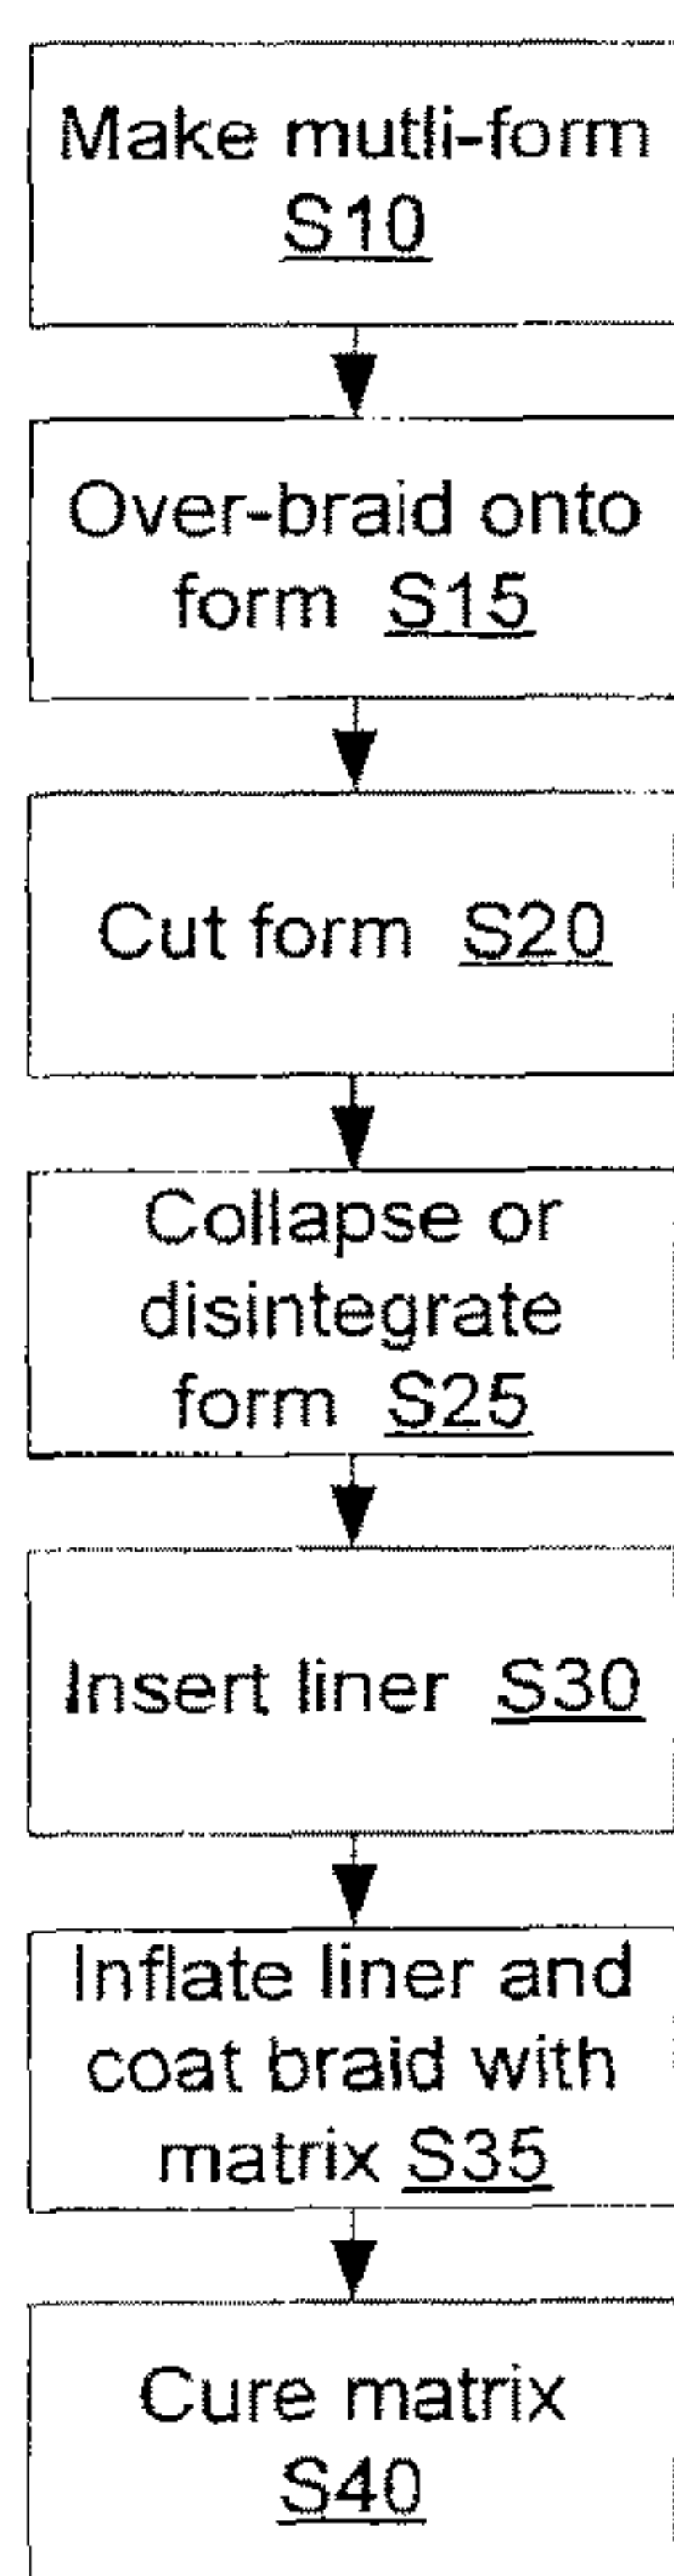 Make mutli-form
S10
Over-braid onto
form S15
Cut form S20
Collapse or
disintegrate
form S25
Insert liner S30
Inflate liner and
coat braid with
matrix S35
Cure matrix
S40